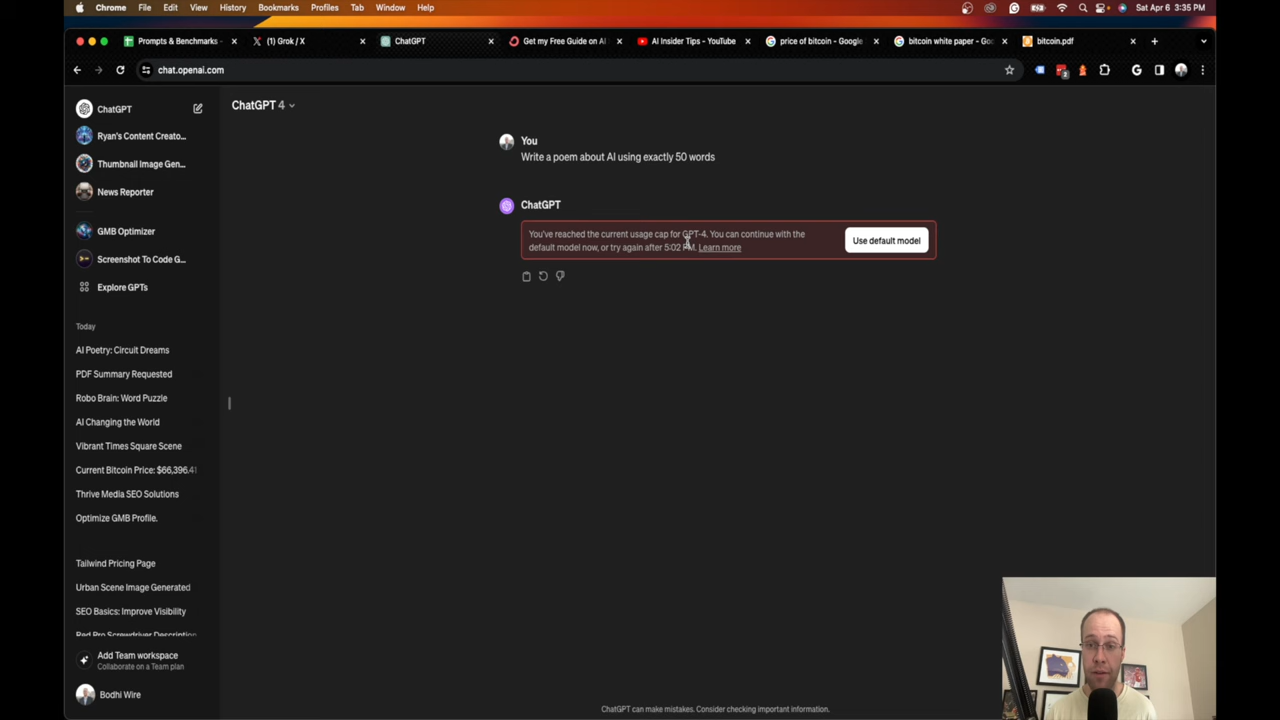 Chrome File Edit View History Bookmarks Profiles Tab Window Help
Sat Apr 6 3:35 PM
Prompts & Benchmarks -
(1) Grok / X
ChatGPT
Get my Free Guide on AI
AI Insider Tips - YouTube
price of bitcoin - Google
bitcoin white paper - Goo
bitcoin.pdf
chat.openai.com
ChatGPT
Ryan's Content Creato...
Thumbnail Image Gen...
News Reporter
GMB Optimizer
Screenshot To Code G...
Explore GPTs
Today
AI Poetry: Circuit Dreams
PDF Summary Requested
Robo Brain: Word Puzzle
AI Changing the World
Vibrant Times Square Scene
Current Bitcoin Price: $66,396.41
Thrive Media SEO Solutions
Optimize GMB Profile.
Tailwind Pricing Page
Urban Scene Image Generated
SEO Basics: Improve Visibility
Red Pro Screwdriver Description
Add Team workspace
Collaborate on a Team plan
Bodhi Wire
ChatGPT 4
You
Write a poem about AI using exactly 50 words
ChatGPT
You've reached the current usage cap for GPT-4. You can continue with the
default model now, or try again after 5:02 PM. Learn more
Use default model
ChatGPT can make mistakes. Consider checking important information.